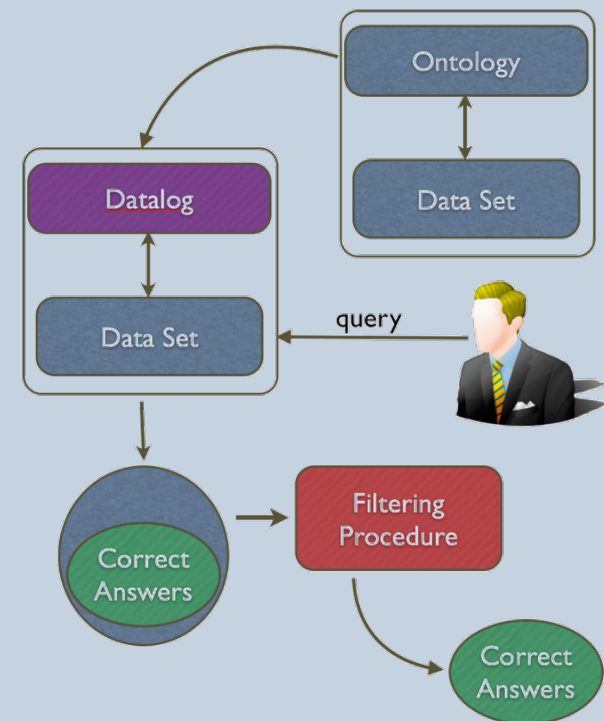 Ontology
Data Set
Datalog
Data Set
query
Correct
Answers
Filtering
Procedure
Correct
Answers